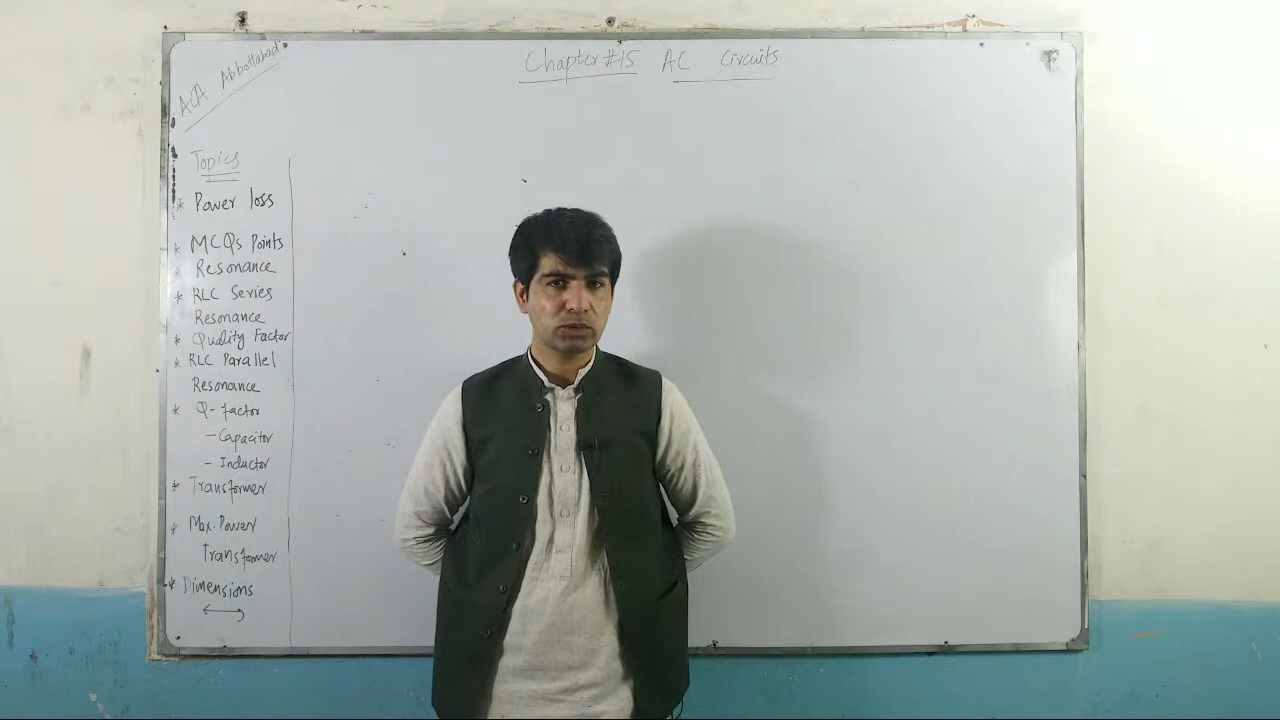 ACA Abbottabad
Chapter#15 AC Circuits
Topics
* Power loss
* MCQs Points
* Resonance
* RLC Series
Resonance
* Quality Factor
* RLC Parallel
Resonance
* Q-factor
- Capacitor
- Inductor
* Transformer
* Max. Power
Transformer
* Dimensions